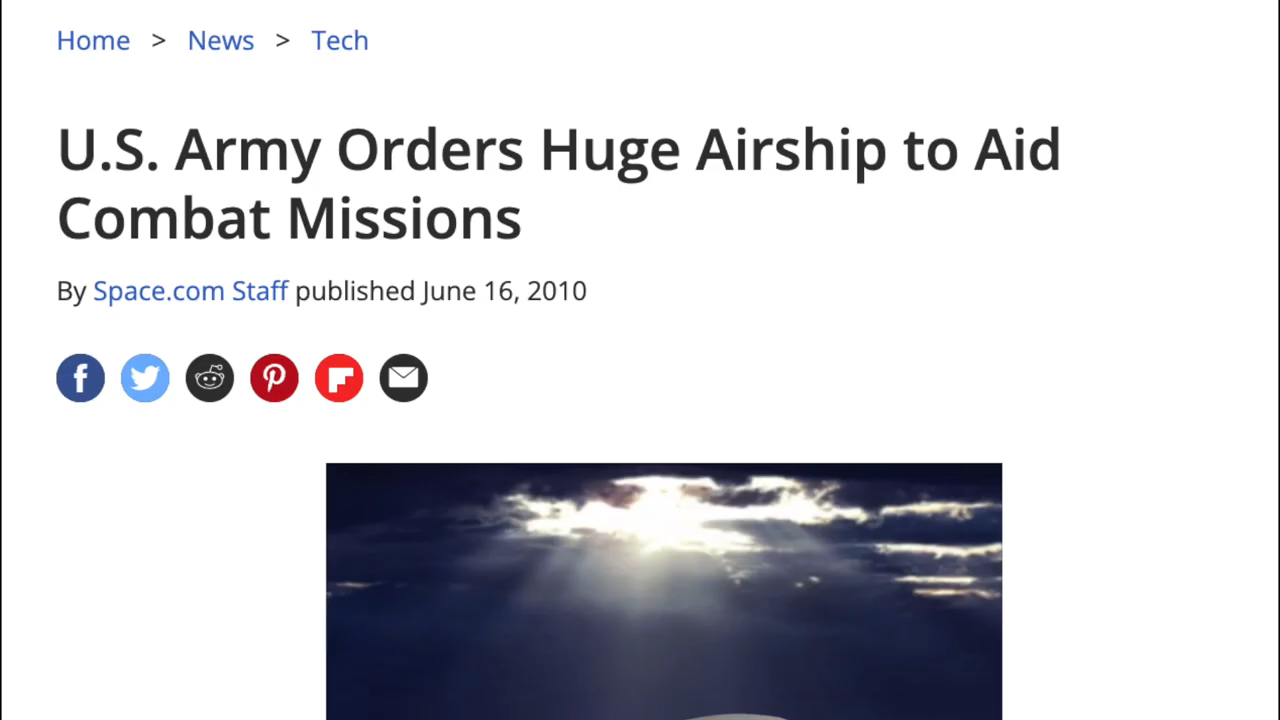 Home > News > Tech
U.S. Army Orders Huge Airship to Aid
Combat Missions
By Space.com Staff published June 16, 2010